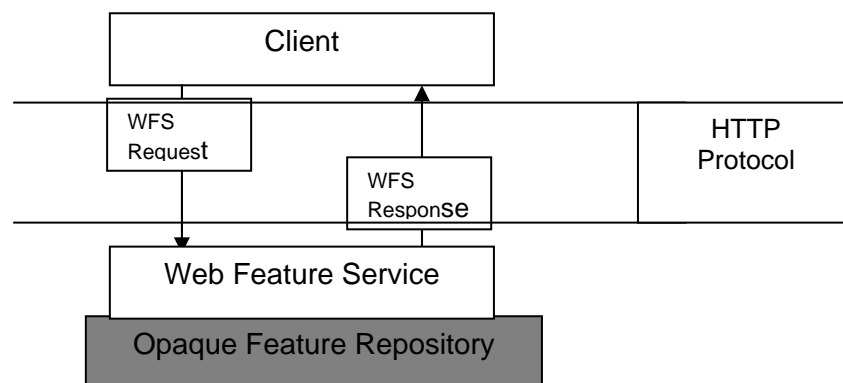 Client
WFS
Request
HTTP
Protocol
WFS
Response
Web Feature Service
Opaque Feature Repository